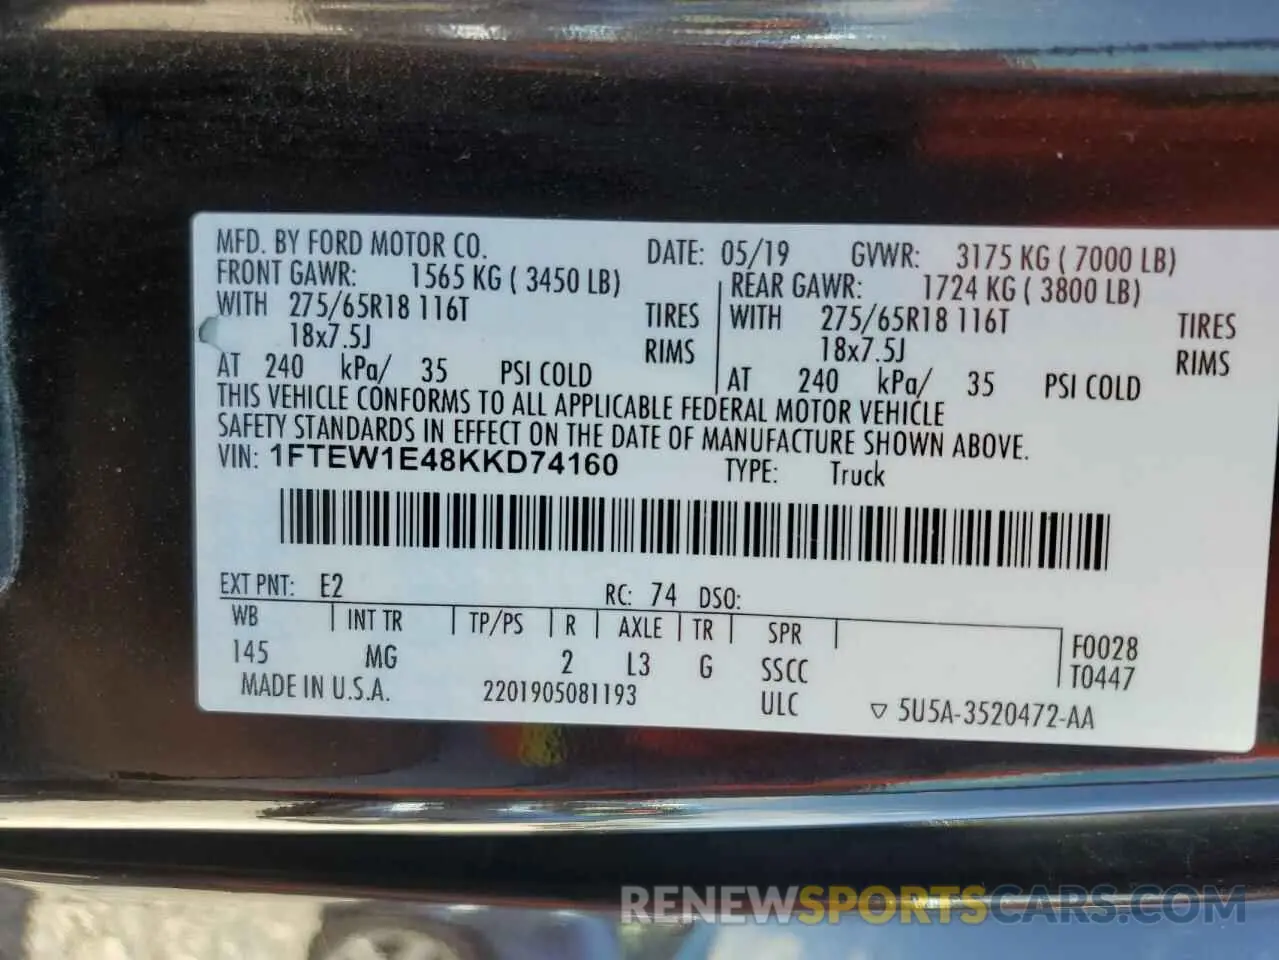 MFD. BY FORD MOTOR CO. DATE: 05/19 GVWR: 3175 KG ( 7000 LB)
FRONT GAWR: 1565 KG ( 3450 LB) REAR GAWR: 1724 KG ( 3800 LB)
WITH 275/65R18 116T TIRES WITH 275/65R18 116T TIRES
18x7.5J RIMS 18x7.5J RIMS
AT 240 kPa/ 35 PSI COLD AT 240 kPa/ 35 PSI COLD
THIS VEHICLE CONFORMS TO ALL APPLICABLE FEDERAL MOTOR VEHICLE
SAFETY STANDARDS IN EFFECT ON THE DATE OF MANUFACTURE SHOWN ABOVE.
VIN: 1FTEW1E48KKD74160 TYPE: Truck
EXT PNT: E2 RC: 74 DSO:
WB INT TR TP/PS R AXLE TR SPR F0028
145 MG 2 L3 G SSCC T0447
MADE IN U.S.A. 2201905081193 ULC ▽ 5U5A-3520472-AA
RENEWSPORTSCARS.COM